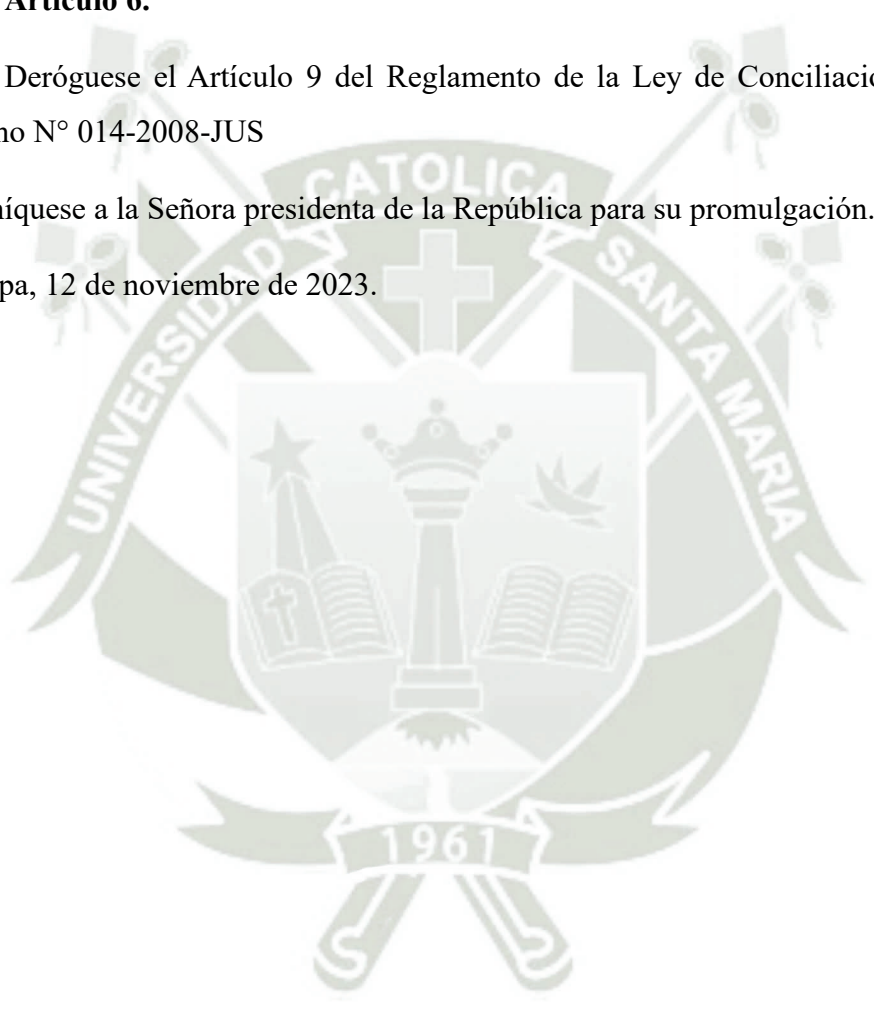 Artículo 6.
Deróguese el Artículo 9 del Reglamento de la Ley de Conciliació
no N° 014-2008-JUS
níquese a la Señora presidenta de la República para su promulgación.
pa, 12 de noviembre de 2023.
UNIVERSIDAD CATOLICA SANTA MARIA
1961